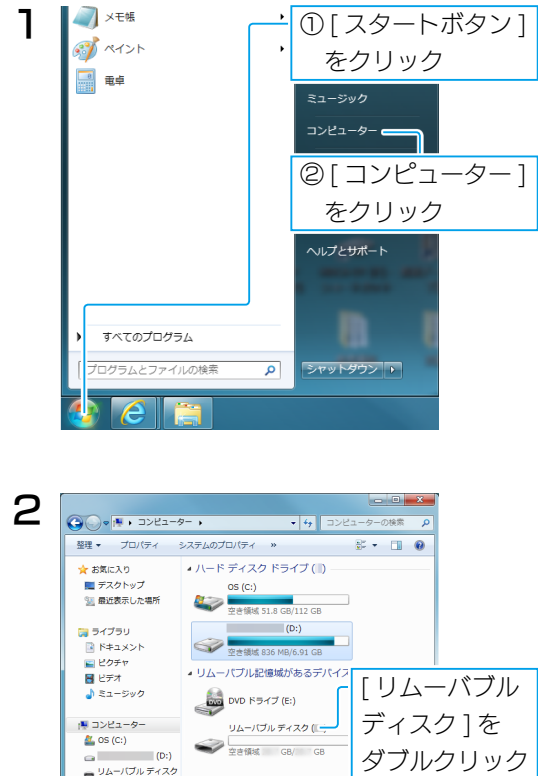 1
メモ帳
ペイント
電卓
①[スタートボタン]
をクリック
ミュージック
コンピューター
②[コンピューター]
をクリック
ヘルプとサポート
すべてのプログラム
プログラムとファイルの検索
シャットダウン
2
コンピューター
コンピューターの検索
整理
プロパティ
システムのプロパティ
»
お気に入り
デスクトップ
最近表示した場所
ライブラリ
ドキュメント
ピクチャ
ビデオ
ミュージック
コンピューター
OS (C:)
(D:)
リムーバブル ディスク
ハード ディスク ドライブ (
OS (C:)
空き領域 51.8 GB/112 GB
(D:)
空き領域 836 MB/6.91 GB
リムーバブル記憶域があるデバイス
DVD ドライブ (E:)
リムーバブル ディスク (
空き領域 GB/ GB
[リムーバブル
ディスク]を
ダブルクリック